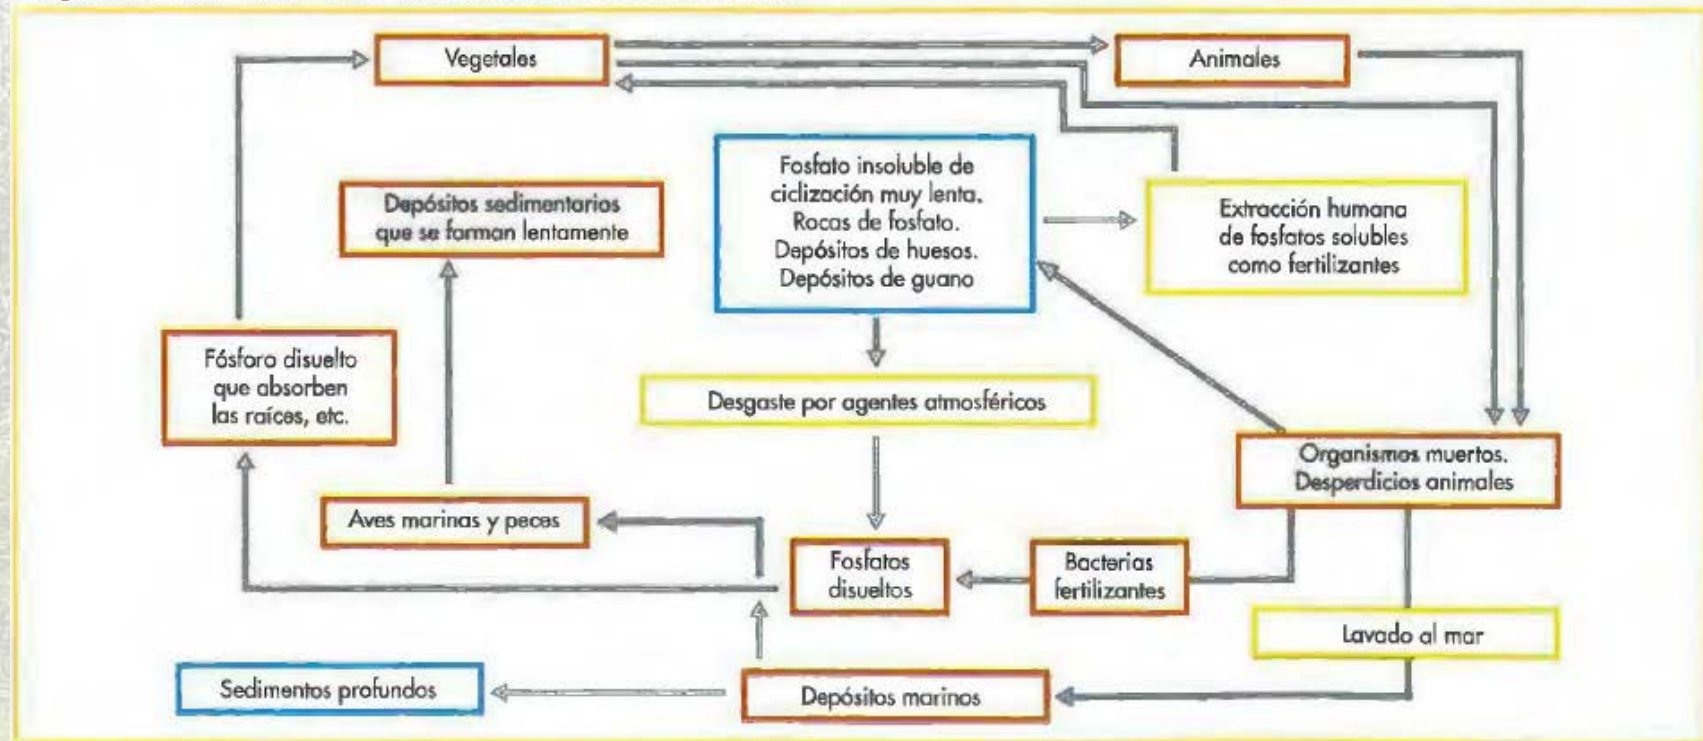 Vegetales
Animales
Fosfato insoluble de
ciclización muy lenta.
Rocas de fosfato.
Depósitos de huesos.
Depósitos de guano
Extracción humana
de fosfatos solubles
como fertilizantes
Depósitos sedimentarios
que se forman lentamente
Fósforo disuelto
que absorben
las raíces, etc.
Desgaste por agentes atmosféricos
Organismos muertos.
Desperdicios animales
Aves marinas y peces
Fosfatos
disueltos
Bacterias
fertilizantes
Lavado al mar
Sedimentos profundos
Depósitos marinos